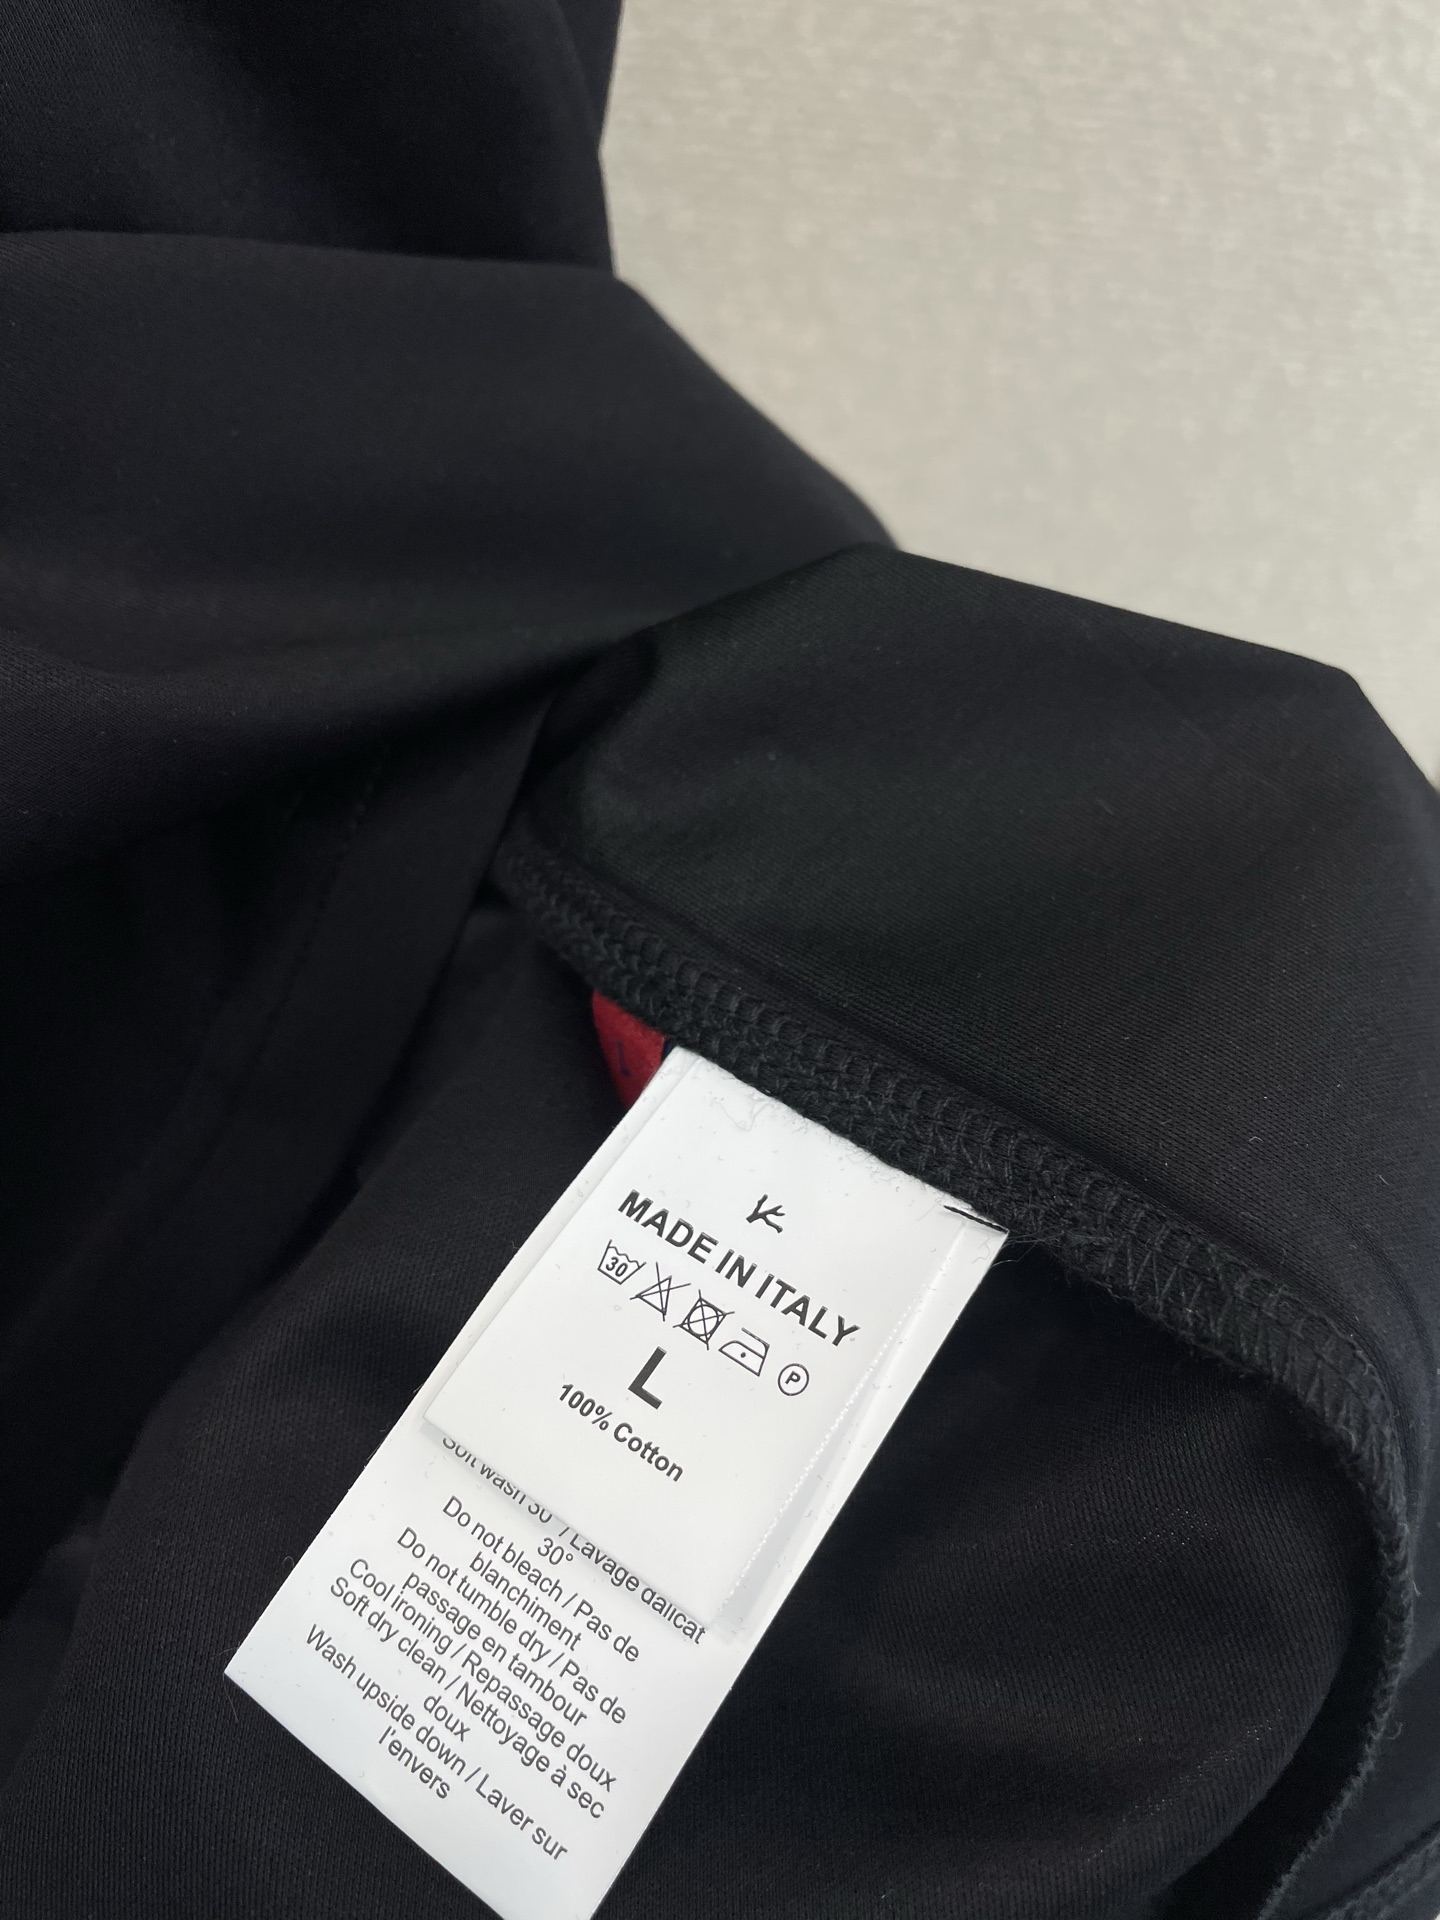 MADE IN ITALY
30
P
L
100% Cotton
Soft wash 30°/Lavage dalicat
30°
Do not bleach / Pas de
blanchiment
Do not tumble dry / Pas de
passage en tambour
Cool ironing / Repassage doux
Soft dry clean / Nettoyage à sec
doux
Wash upside down / Laver sur
l'envers